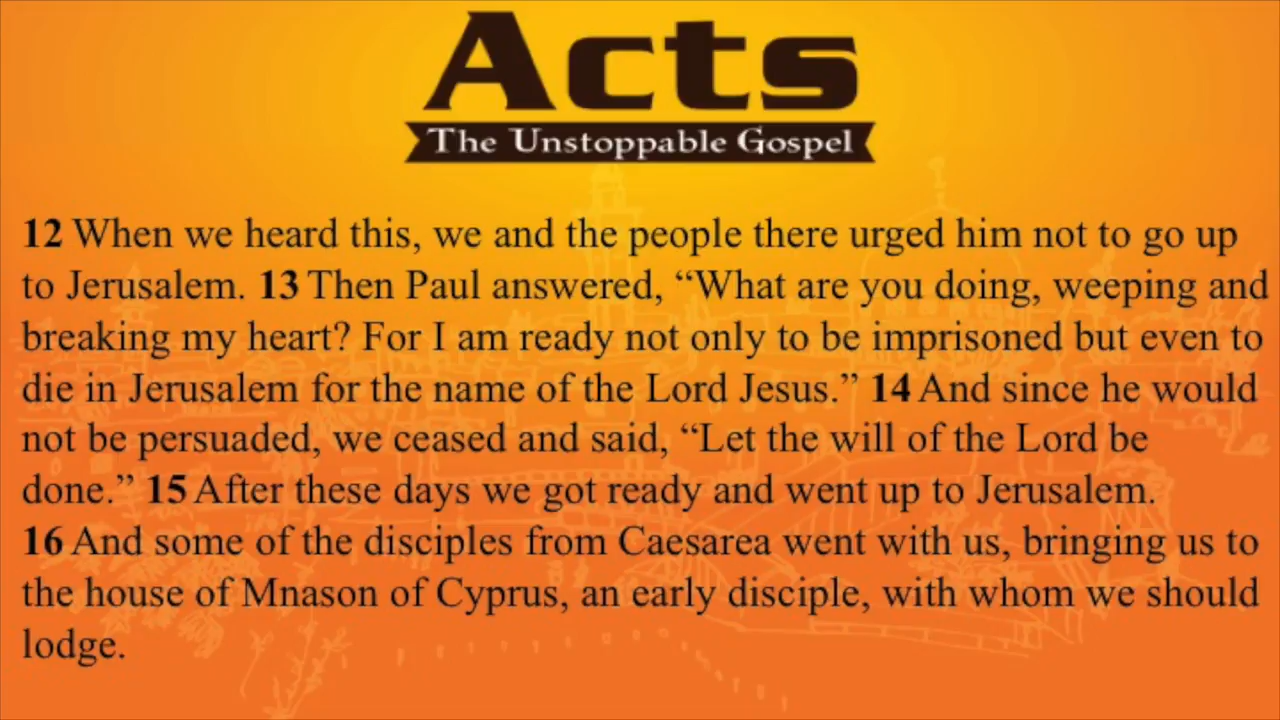 Acts
The Unstoppable Gospel
12 When we heard this, we and the people there urged him not to go up
to Jerusalem. 13 Then Paul answered, “What are you doing, weeping and
breaking my heart? For I am ready not only to be imprisoned but even to
die in Jerusalem for the name of the Lord Jesus.” 14 And since he would
not be persuaded, we ceased and said, “Let the will of the Lord be
done.” 15 After these days we got ready and went up to Jerusalem.
16 And some of the disciples from Caesarea went with us, bringing us to
the house of Mnason of Cyprus, an early disciple, with whom we should
lodge.